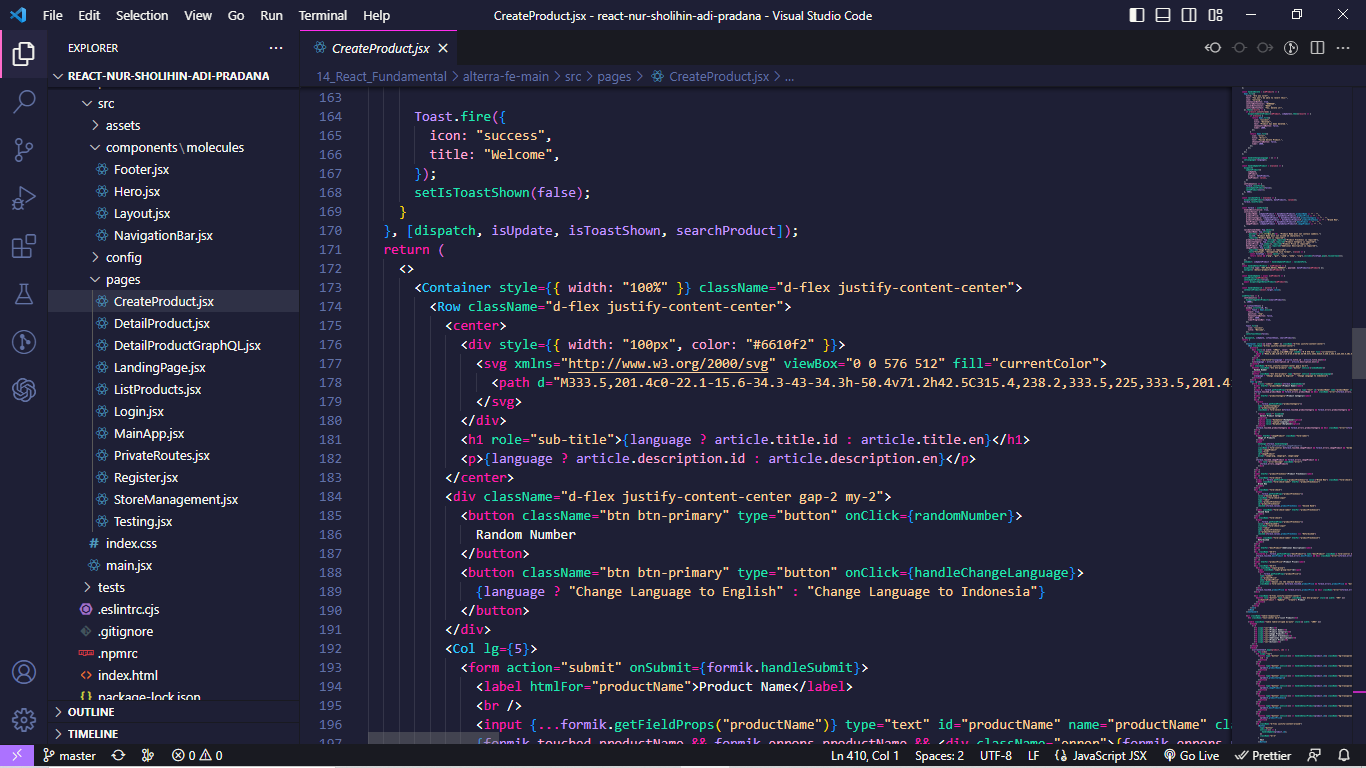 File Edit Selection View Go Run Terminal Help
CreateProduct.jsx - react-nur-sholihin-adi-pradana - Visual Studio Code
EXPLORER
REACT-NUR-SHOLIHIN-ADI-PRADANA
src
assets
components\molecules
Footer.jsx
Hero.jsx
Layout.jsx
NavigationBar.jsx
config
pages
CreateProduct.jsx
DetailProduct.jsx
DetailProductGraphQL.jsx
LandingPage.jsx
ListProducts.jsx
Login.jsx
MainApp.jsx
PrivateRoutes.jsx
Register.jsx
StoreManagement.jsx
Testing.jsx
index.css
main.jsx
tests
.eslintrc.cjs
.gitignore
.npmrc
index.html
package-lock.json
OUTLINE
TIMELINE
CreateProduct.jsx
14_React_Fundamental > alterra-fe-main > src > pages > CreateProduct.jsx > ...
163
164 Toast.fire({
165 icon: "success",
166 title: "Welcome",
167 });
168 setIsToastShown(false);
169 }
170 }, [dispatch, isUpdate, isToastShown, searchProduct]);
171 return (
172 <>
173 <Container style={{ width: "100%" }} className="d-flex justify-content-center">
174 <Row className="d-flex justify-content-center">
175 <center>
176 <div style={{ width: "100px", color: "#6610f2" }}>
177 <svg xmlns="http://www.w3.org/2000/svg" viewBox="0 0 576 512" fill="currentColor">
178 <path d="M333.5,201.4c0-22.1-15.6-34.3-43-34.3h-50.4v71.2h42.5C315.4,238.2,333.5,225,333.5,201.4
179 </svg>
180 </div>
181 <h1 role="sub-title">{language ? article.title.id : article.title.en}</h1>
182 <p>{language ? article.description.id : article.description.en}</p>
183 </center>
184 <div className="d-flex justify-content-center gap-2 my-2">
185 <button className="btn btn-primary" type="button" onClick={randomNumber}>
186 Random Number
187 </button>
188 <button className="btn btn-primary" type="button" onClick={handleChangeLanguage}>
189 {language ? "Change Language to English" : "Change Language to Indonesia"}
190 </button>
191 </div>
192 <Col lg={5}>
193 <form action="submit" onSubmit={formik.handleSubmit}>
194 <label htmlFor="productName">Product Name</label>
195 <br />
196 <input {...formik.getFieldProps("productName")} type="text" id="productName" name="productName" cl
197 {formik.touched.productName && formik.errors.productName && <div className="error">{formik.errors
master 0 0 Ln 410, Col 1 Spaces: 2 UTF-8 LF JavaScript JSX Go Live Prettier